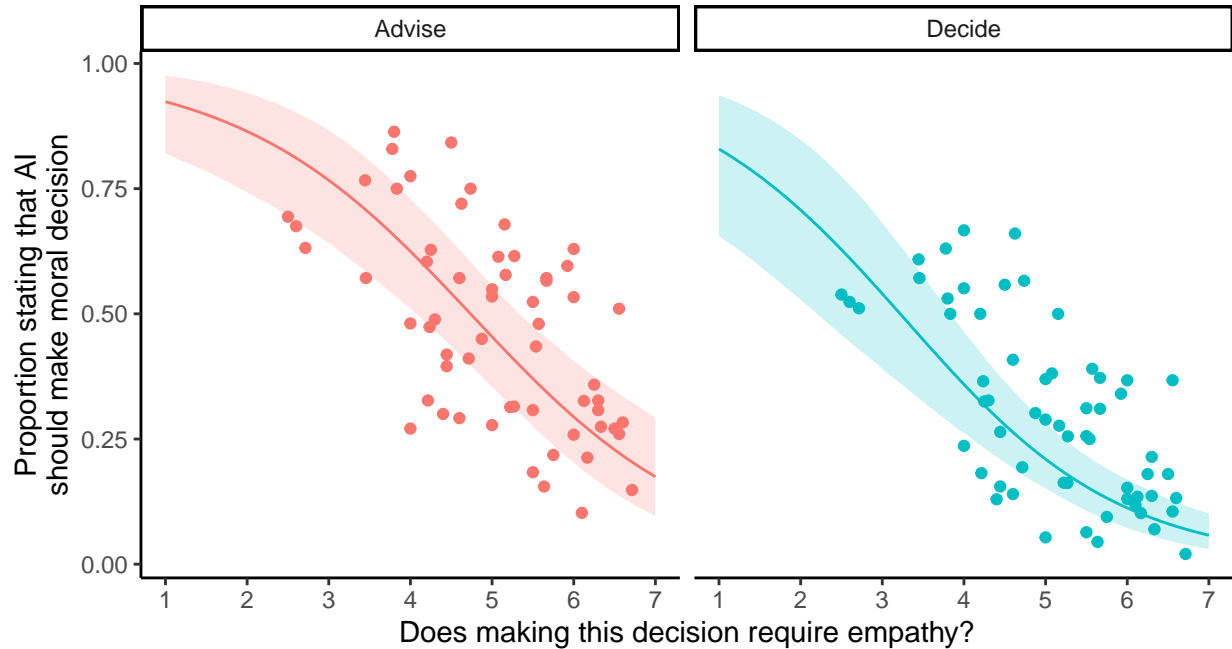 Advise
Decide
Proportion stating that AI
should make moral decision
1.00
0.75
0.50
0.25
0.00
1 2 3 4 5 6 7
1 2 3 4 5 6 7
Does making this decision require empathy?